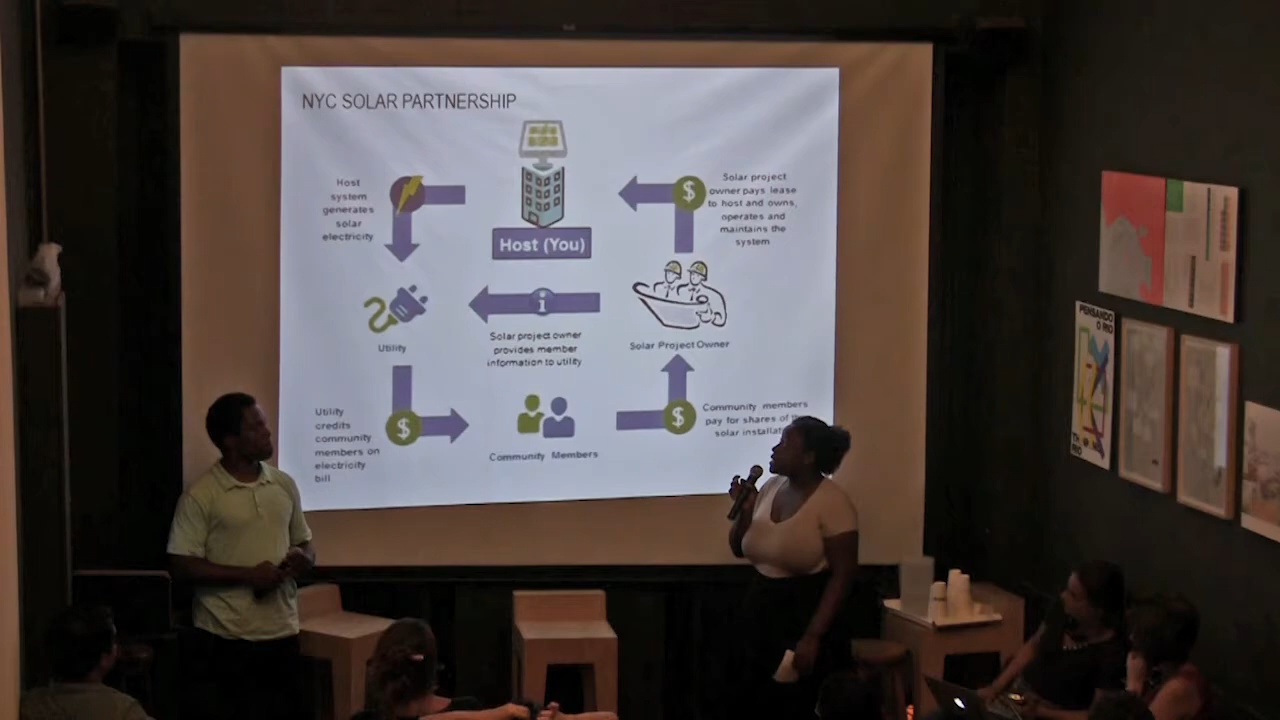 NYC SOLAR PARTNERSHIP
Host
system
generates
solar
electricity
Host (You)
$
Solar project
owner pays lease
to host and owns,
operates and
maintains the
system
Utility
i
Solar project owner
provides member
information to utility
Solar Project Owner
Utility
credits
community
members on
electricity
bill
$
Community Members
$
Community members
pay for shares of
solar
PENSANDO
O RIO
RIO